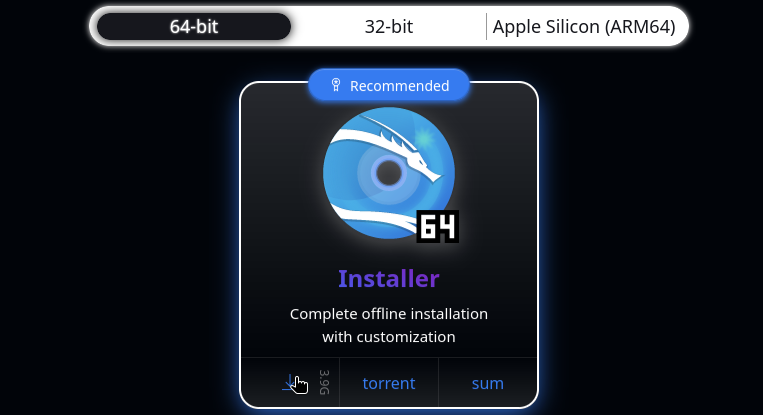 64-bit 32-bit Apple Silicon (ARM64)
Recommended
64
Installer
Complete offline installation
with customization
3.9G torrent sum